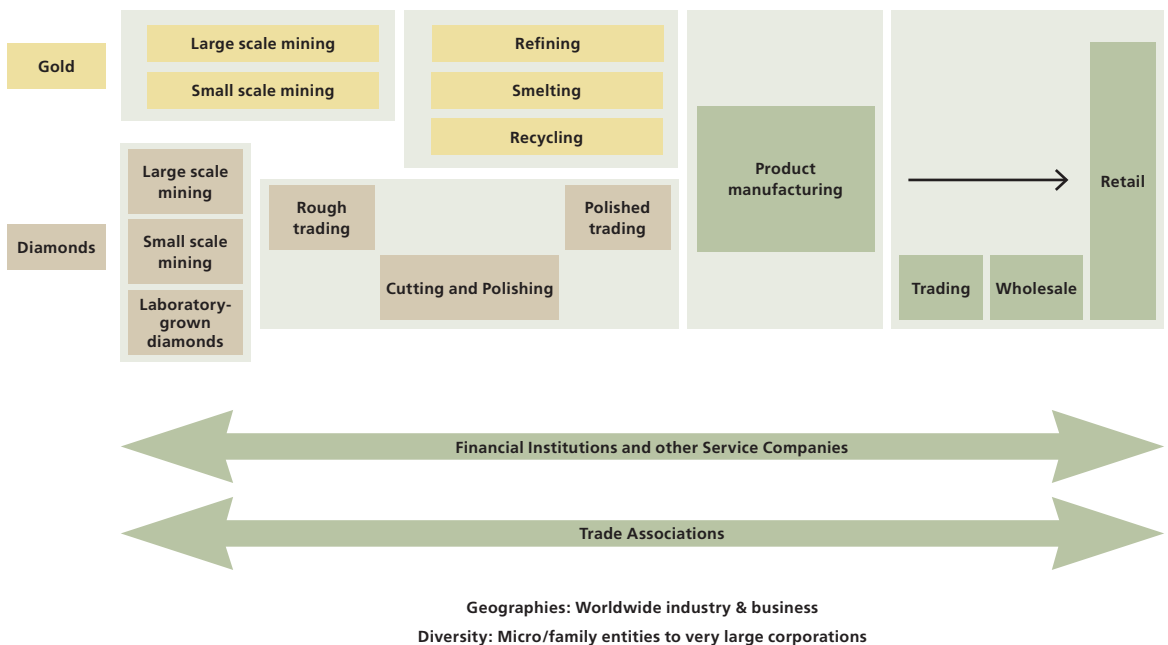 Gold
Large scale mining
Small scale mining
Refining
Smelting
Recycling
Diamonds
Large scale
mining
Small scale
mining
Laboratory-
grown
diamonds
Rough
trading
Cutting and Polishing
Polished
trading
Product
manufacturing
Trading
Wholesale
Retail
Financial Institutions and other Service Companies
Trade Associations
Geographies: Worldwide industry & business
Diversity: Micro/family entities to very large corporations